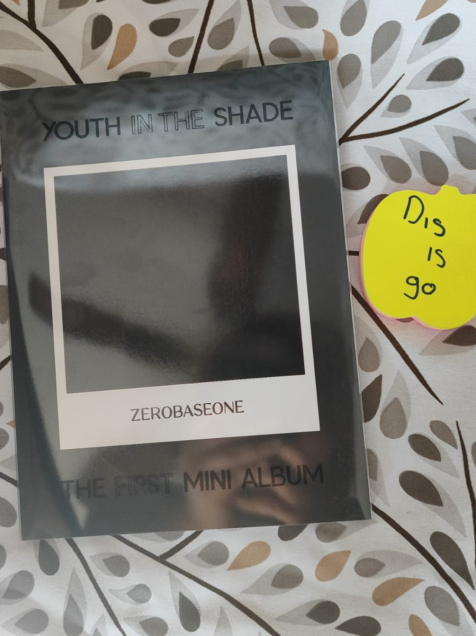 YOUTH IN THE SHADE
ZEROBASEONE
THE FIRST MINI ALBUM
Dis
is
go